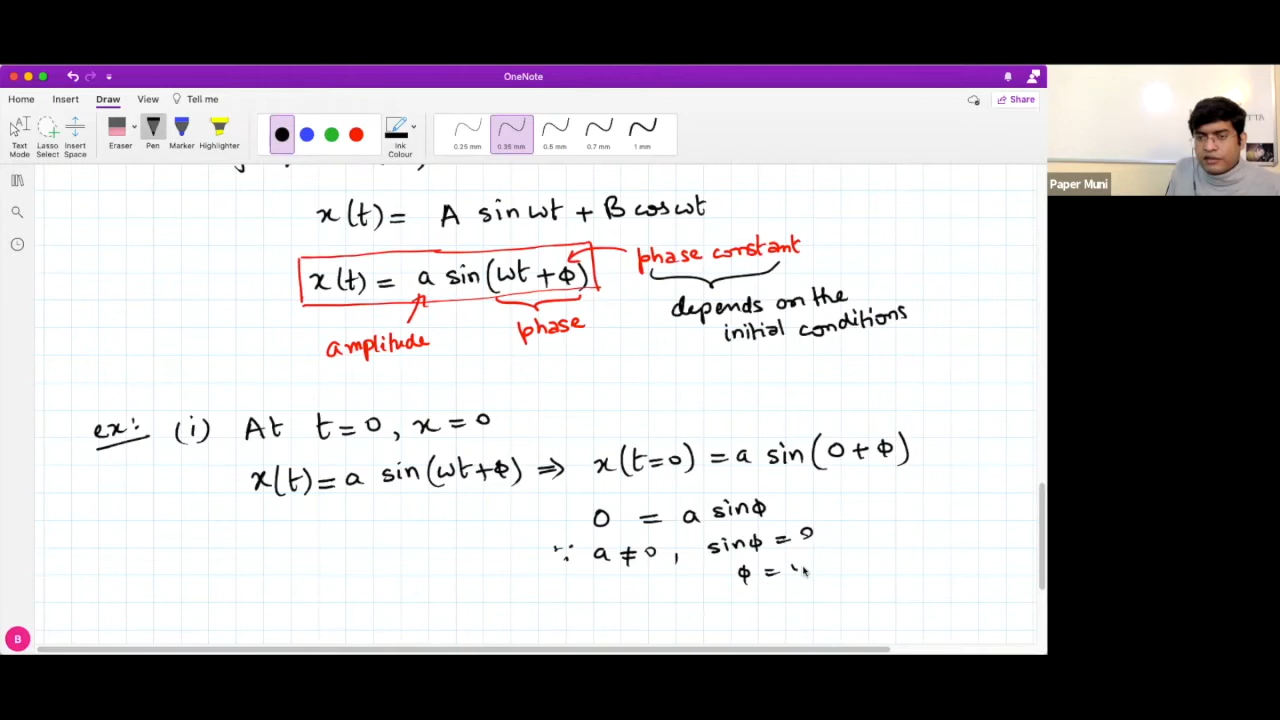 OneNote
Home Insert Draw View Tell me
Share
Text Mode
Lasso Select
Insert Space
Eraser
Pen
Marker
Highlighter
Ink Colour
0.25 mm
0.35 mm
0.5 mm
0.7 mm
1 mm
Paper Muni
x(t) = A sin ωt + B cos ωt
x(t) = a sin(ωt + ϕ)
phase constant
depends on the
initial conditions
amplitude
phase
ex: (i) At t=0, x = 0
x(t) = a sin(ωt+ϕ) ⇒ x(t=0) = a sin(0 + ϕ)
0 = a sinϕ
∵ a ≠ 0, sinϕ = 0
ϕ =
B